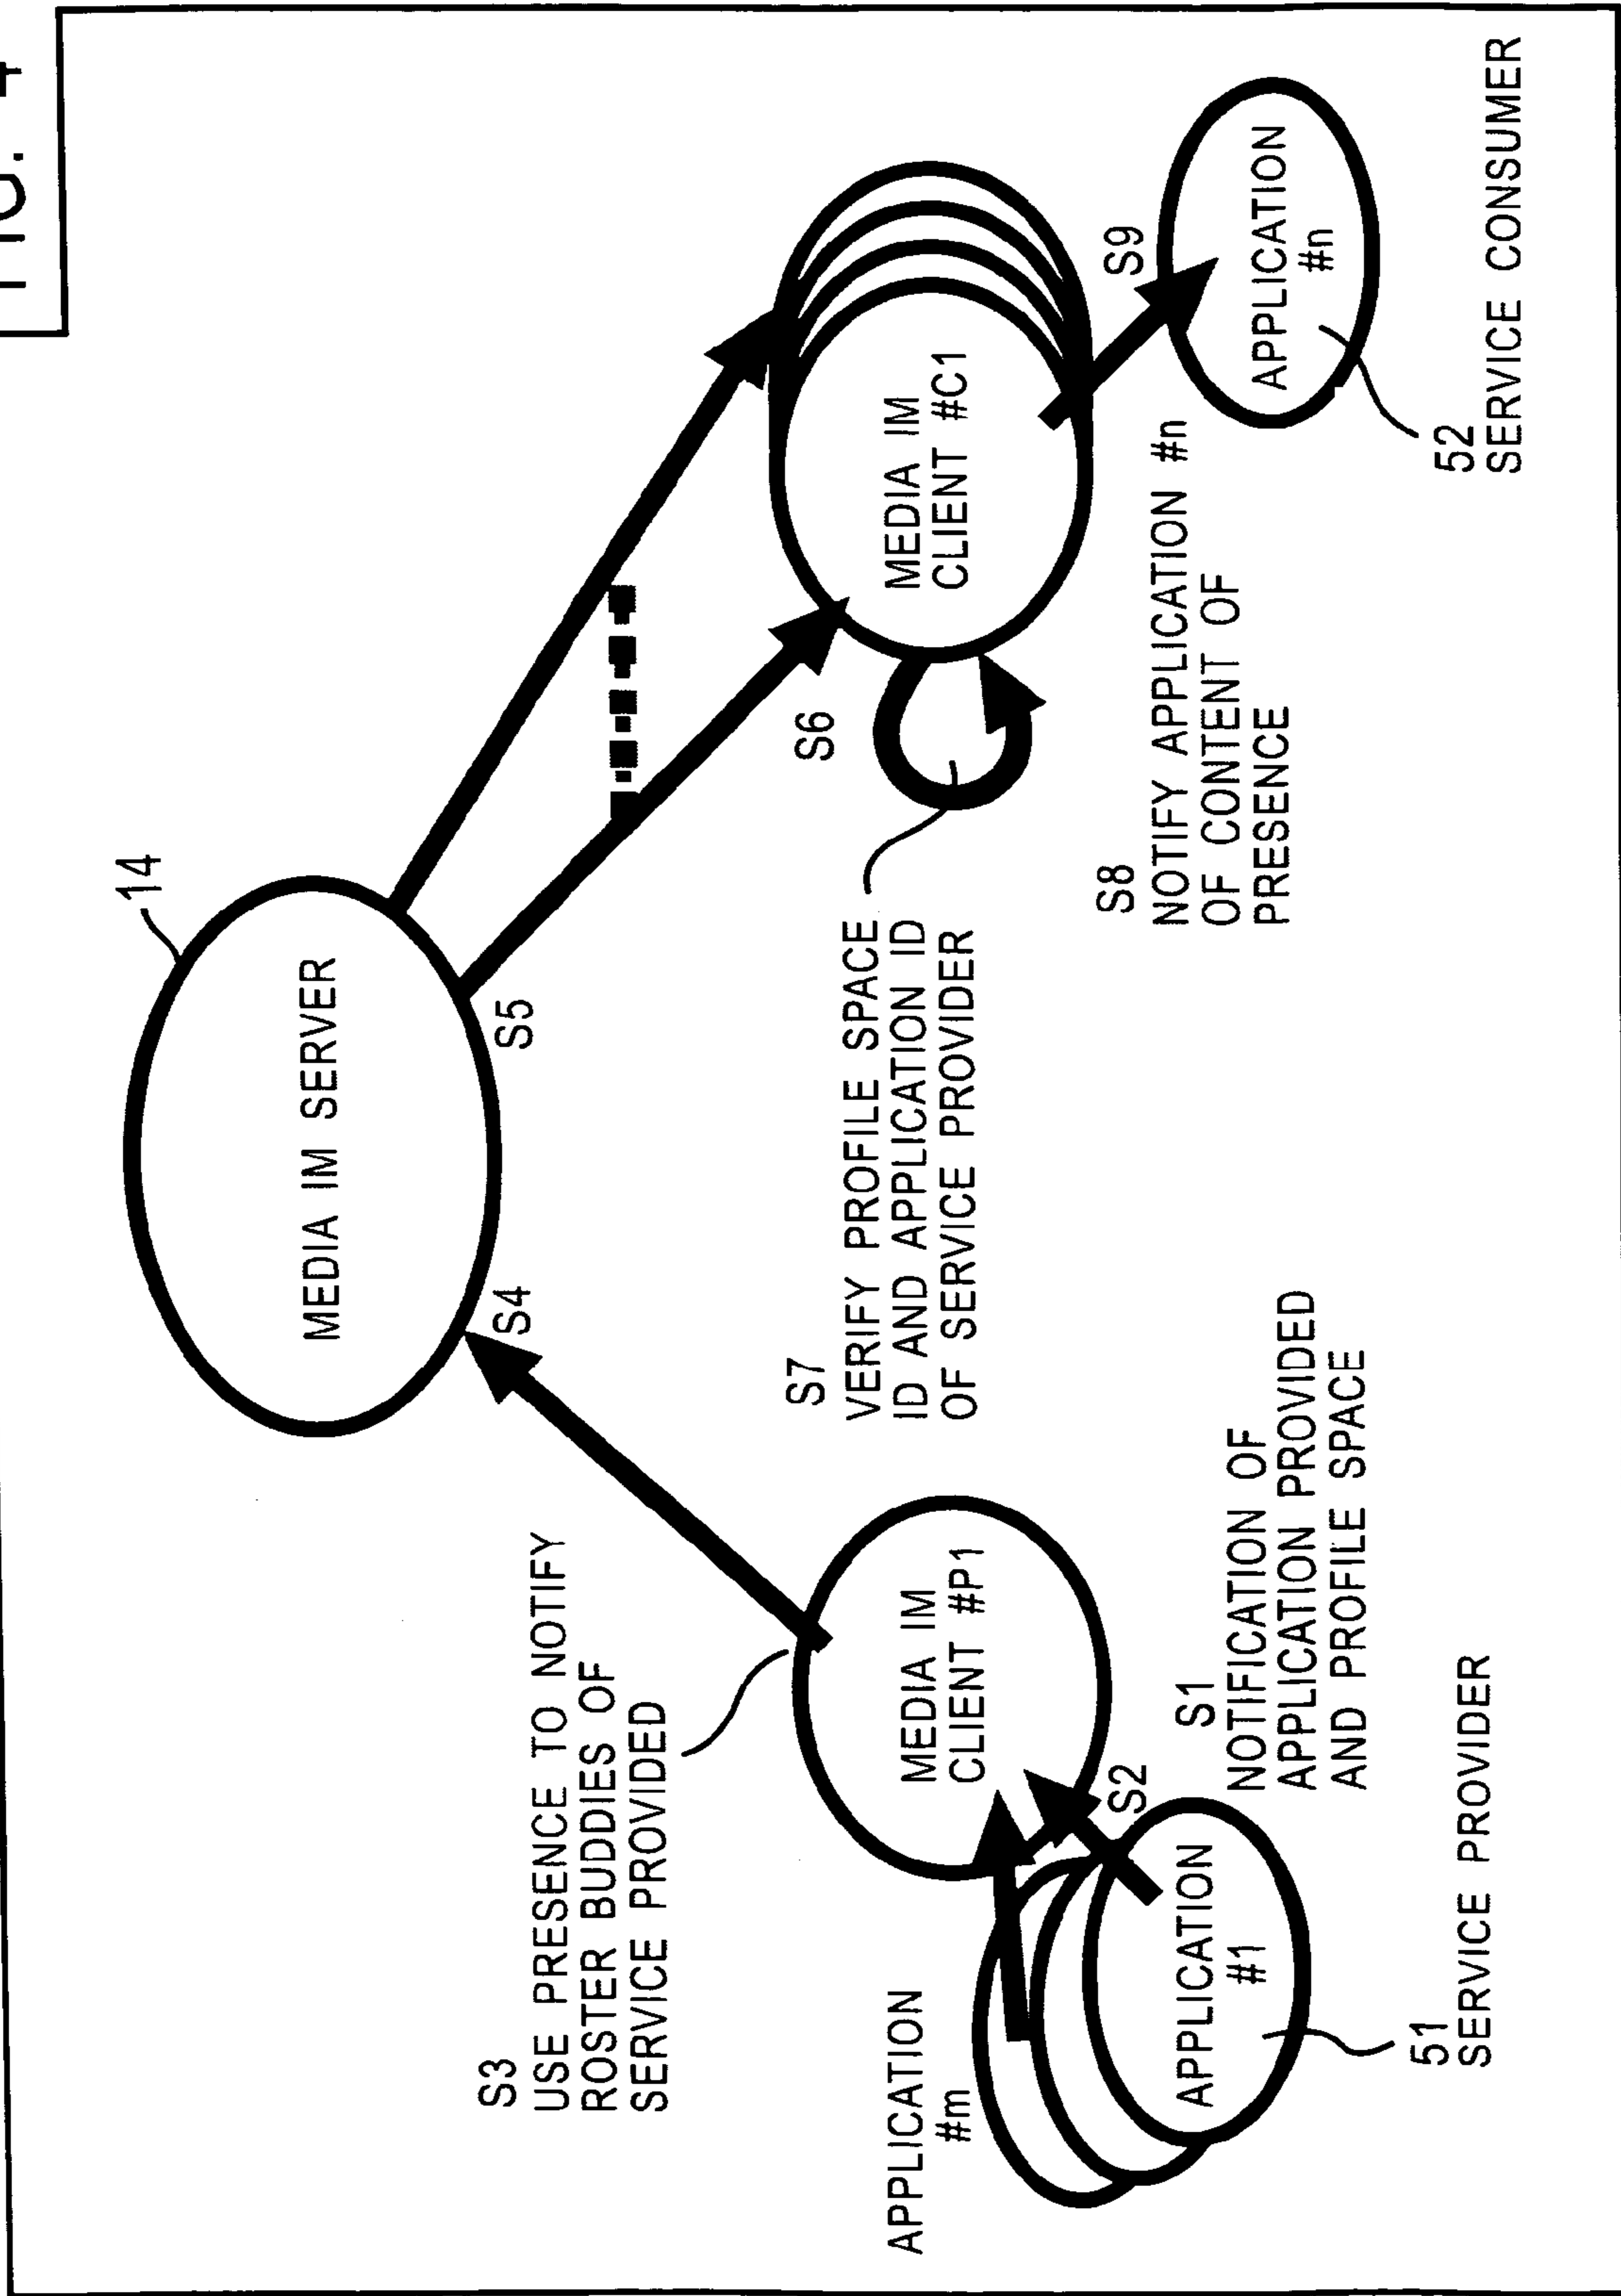 FIG. 4
14
MEDIA IM SERVER
S4
S5
S3
USE PRESENCE TO NOTIFY
ROSTER BUDDIES OF
SERVICE PROVIDED
S6
S7
VERIFY PROFILE SPACE
ID AND APPLICATION ID
OF SERVICE PROVIDER
MEDIA IM
CLIENT #P1
MEDIA IM
CLIENT #C1
APPLICATION
#m
S2
S1
NOTIFICATION OF
APPLICATION PROVIDED
AND PROFILE SPACE
S8
NOTIFY APPLICATION #n
OF CONTENT OF
PRESENCE
S9
APPLICATION
#1
APPLICATION
#n
51
SERVICE PROVIDER
52
SERVICE CONSUMER